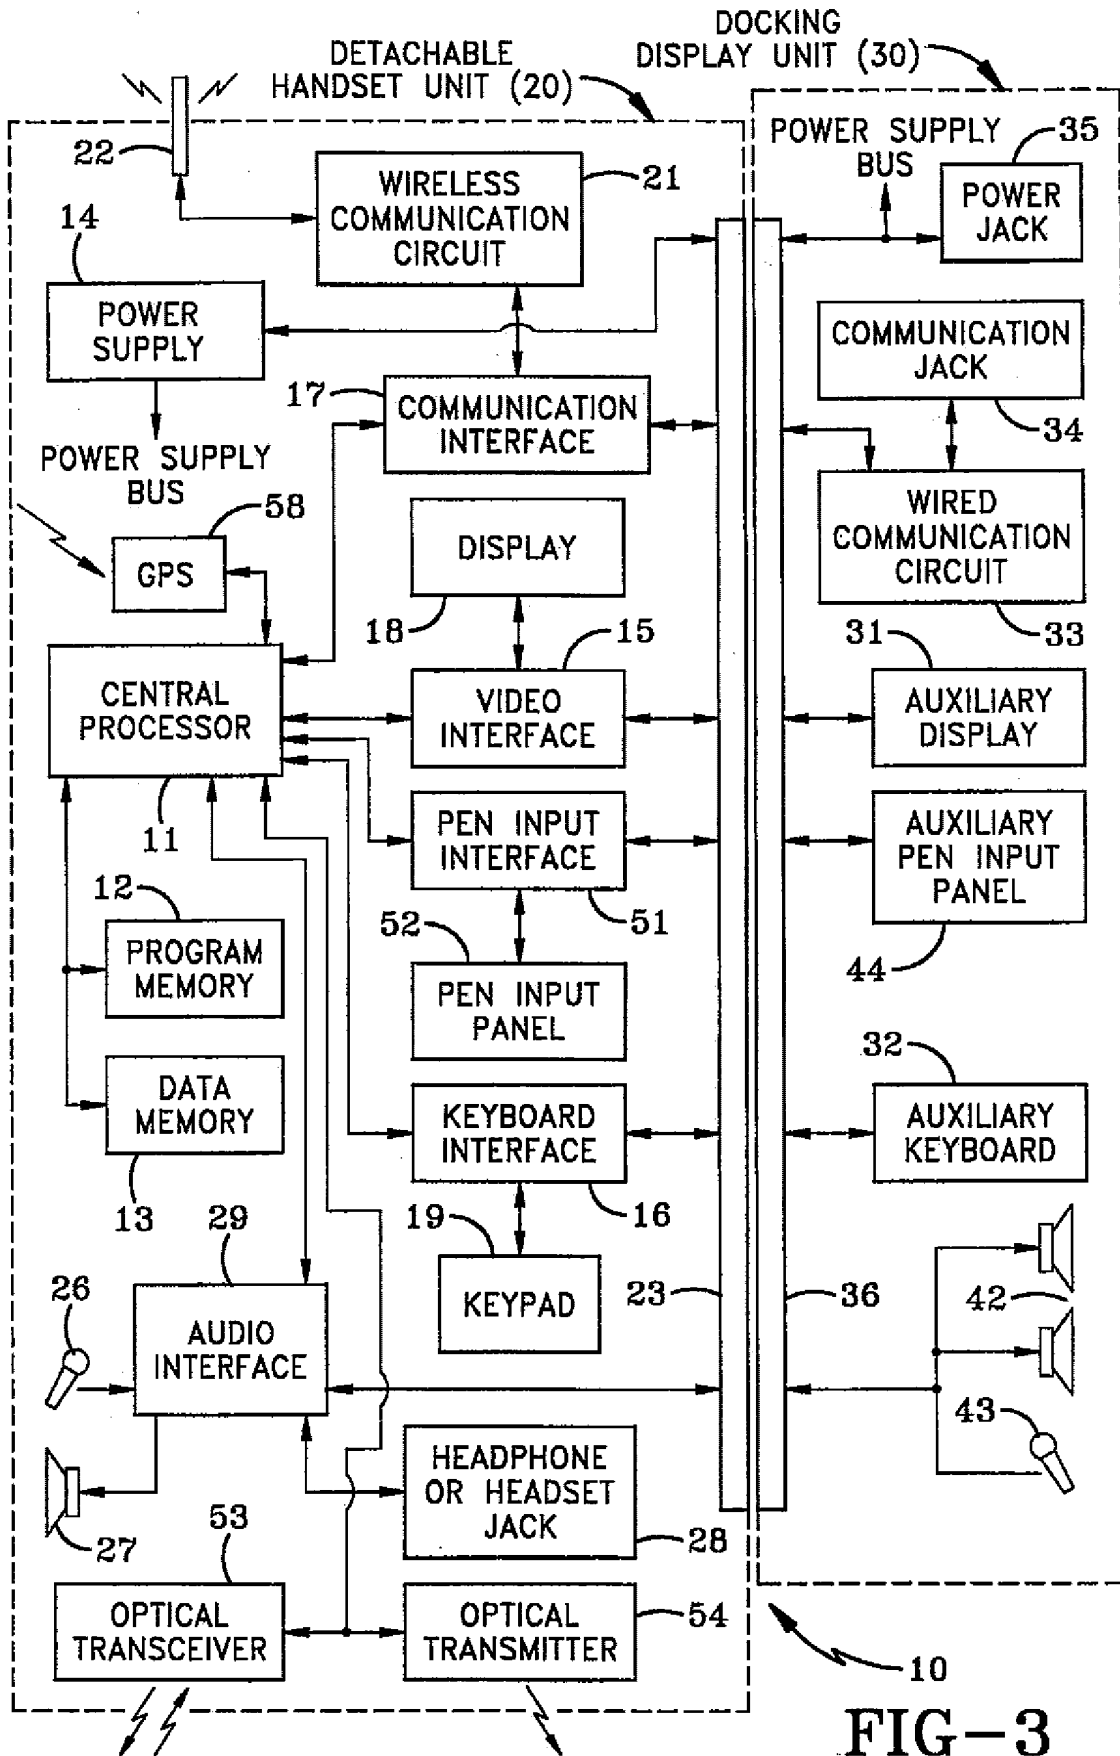 DOCKING
DISPLAY UNIT (30)
DETACHABLE
HANDSET UNIT (20)
22
WIRELESS
COMMUNICATION
CIRCUIT
21
POWER SUPPLY
BUS
35
POWER
JACK
14
POWER
SUPPLY
COMMUNICATION
JACK
34
17
COMMUNICATION
INTERFACE
POWER SUPPLY
BUS
58
GPS
DISPLAY
18
WIRED
COMMUNICATION
CIRCUIT
33
CENTRAL
PROCESSOR
11
15
VIDEO
INTERFACE
31
AUXILIARY
DISPLAY
PEN INPUT
INTERFACE
51
AUXILIARY
PEN INPUT
PANEL
44
12
PROGRAM
MEMORY
52
PEN INPUT
PANEL
DATA
MEMORY
13
KEYBOARD
INTERFACE
16
32
AUXILIARY
KEYBOARD
29
19
KEYPAD
23
36
42
26
AUDIO
INTERFACE
43
27
HEADPHONE
OR HEADSET
JACK
28
53
OPTICAL
TRANSCEIVER
OPTICAL
TRANSMITTER
54
10
FIG-3